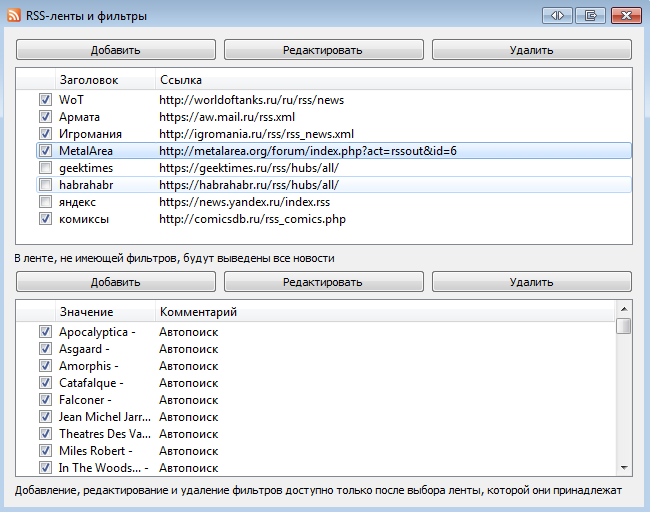 RSS-ленты и фильтры
Добавить Редактировать Удалить
Заголовок Ссылка
WoT http://worldoftanks.ru/ru/rss/news
Армата https://aw.mail.ru/rss.xml
Игромания http://igromania.ru/rss/rss_news.xml
MetalArea http://metalarea.org/forum/index.php?act=rssout&id=6
geektimes https://geektimes.ru/rss/hubs/all/
habrahabr https://habrahabr.ru/rss/hubs/all/
яндекс https://news.yandex.ru/index.rss
комиксы http://comicsdb.ru/rss_comics.php
В ленте, не имеющей фильтров, будут выведены все новости
Добавить Редактировать Удалить
Значение Комментарий
Apocalyptica - Автопоиск
Asgaard - Автопоиск
Amorphis - Автопоиск
Catafalque - Автопоиск
Falconer - Автопоиск
Jean Michel Jarr... Автопоиск
Theatres Des Va... Автопоиск
Miles Robert - Автопоиск
In The Woods... - Автопоиск
Добавление, редактирование и удаление фильтров доступно только после выбора ленты, которой они принадлежат